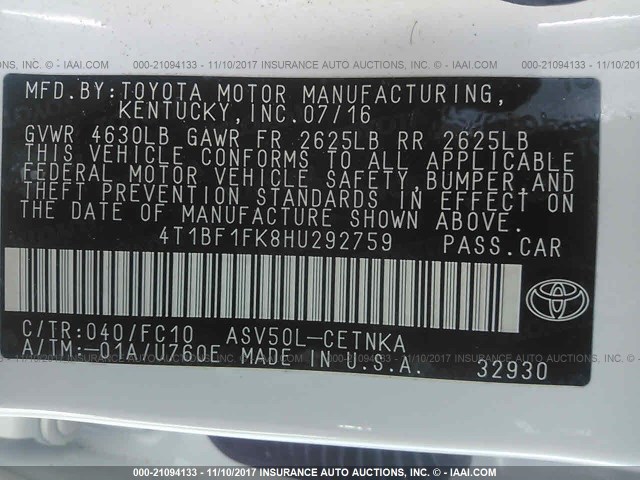 000-21094133 - 11/10/2017 INSURANCE AUTO AUCTIONS, INC. - © IAAI.COM
MFD.BY:TOYOTA MOTOR MANUFACTURING,
KENTUCKY,INC.07/16
GVWR 4630LB GAWR FR 2625LB RR 2625LB
THIS VEHICLE CONFORMS TO ALL APPLICABLE
FEDERAL MOTOR VEHICLE SAFETY,BUMPER,AND
THEFT PREVENTION STANDARDS IN EFFECT ON
THE DATE OF MANUFACTURE SHOWN ABOVE.
4T1BF1FK8HU292759 PASS.CAR
C/TR:040/FC10 ASV50L-CETNKA
A/TM:-01A/U760E MADE IN U.S.A. 32930
000-21094133 - 11/10/2017 INSURANCE AUTO AUCTIONS, INC. - © IAAI.COM